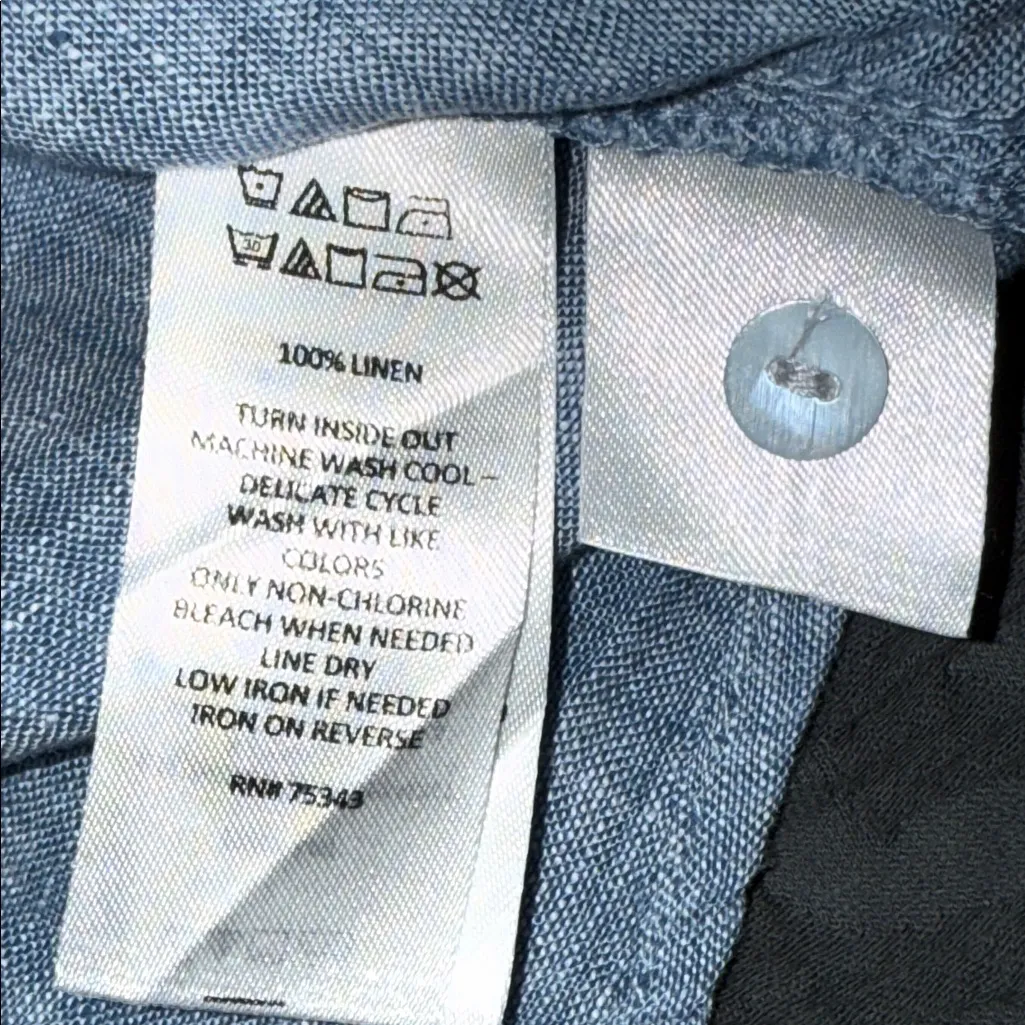 30
100% LINEN
TURN INSIDE OUT
MACHINE WASH COOL –
DELICATE CYCLE
WASH WITH LIKE
COLORS
ONLY NON-CHLORINE
BLEACH WHEN NEEDED
LINE DRY
LOW IRON IF NEEDED
IRON ON REVERSE
RN# 75343